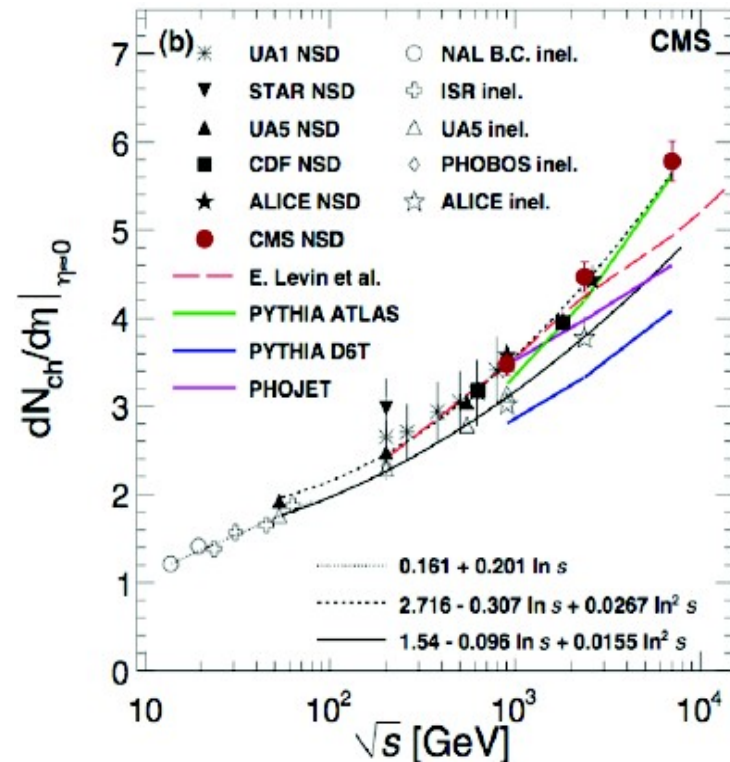 (b) CMS
UA1 NSD
STAR NSD
UA5 NSD
CDF NSD
ALICE NSD
CMS NSD
E. Levin et al.
PYTHIA ATLAS
PYTHIA D6T
PHOJET
NAL B.C. inel.
ISR inel.
UA5 inel.
PHOBOS inel.
ALICE inel.
dN_ch/dη|_η≈0
7
6
5
4
3
2
1
0
0.161 + 0.201 ln s
2.716 - 0.307 ln s + 0.0267 ln² s
1.54 - 0.096 ln s + 0.0155 ln² s
10 10² 10³ 10⁴
√s [GeV]